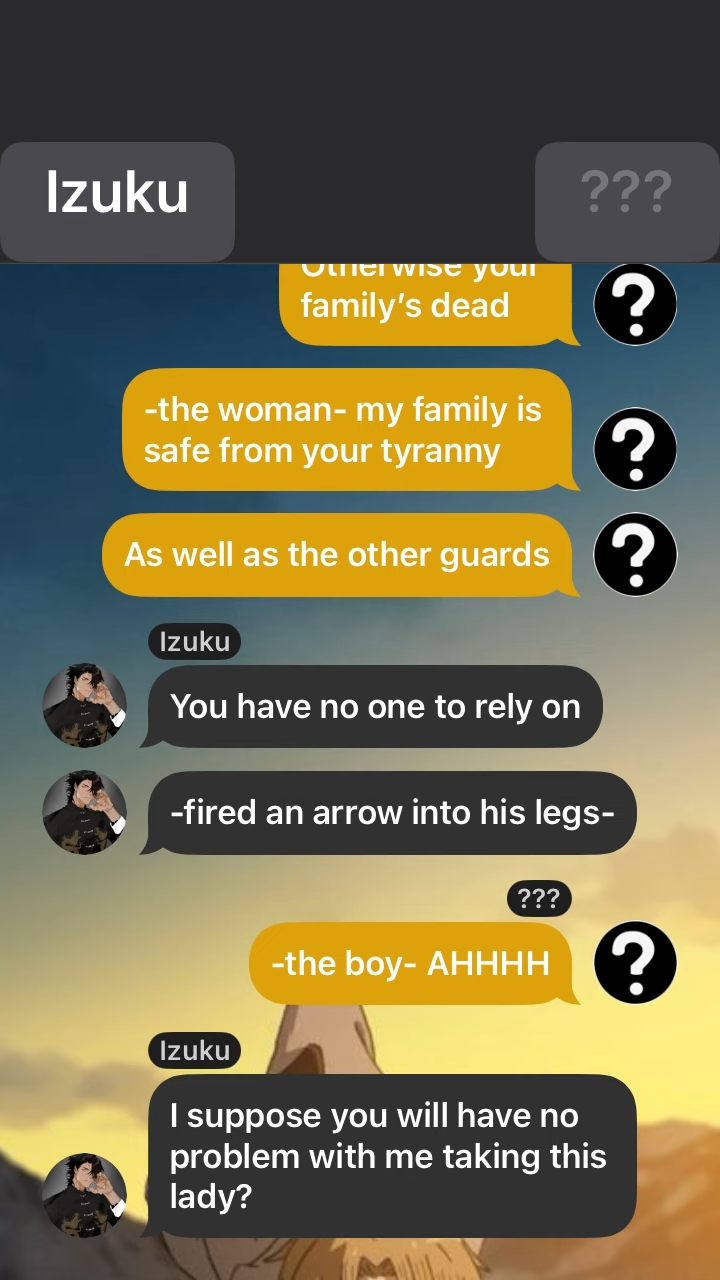 Izuku
???
Otherwise your
family’s dead
?
-the woman- my family is
safe from your tyranny
?
As well as the other guards
?
Izuku
You have no one to rely on
-fired an arrow into his legs-
???
-the boy- AHHHH
?
Izuku
I suppose you will have no
problem with me taking this
lady?